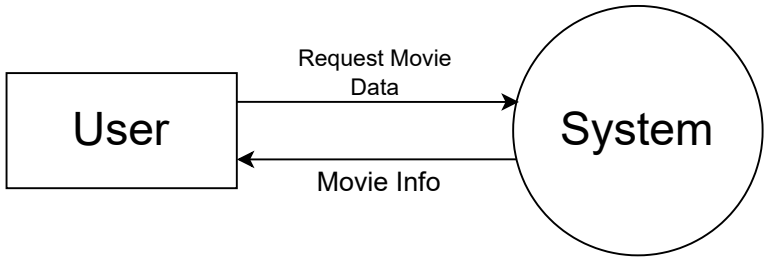 Request Movie
Data
User
System
Movie Info